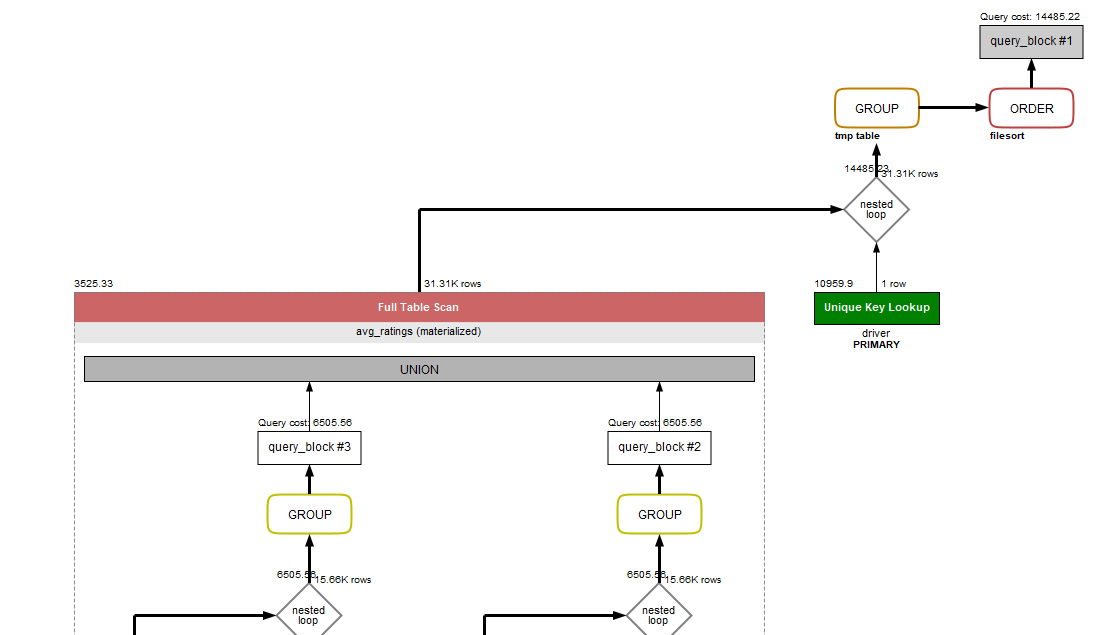 Query cost: 14485.22
query_block #1
GROUP
ORDER
tmp table
filesort
14485.23
31.31K rows
nested
loop
3525.33
31.31K rows
10959.9
1 row
Full Table Scan
Unique Key Lookup
avg_ratings (materialized)
driver
PRIMARY
UNION
Query cost: 6505.56
Query cost: 6505.56
query_block #3
query_block #2
GROUP
GROUP
6505.56
15.66K rows
6505.56
15.66K rows
nested
loop
nested
loop